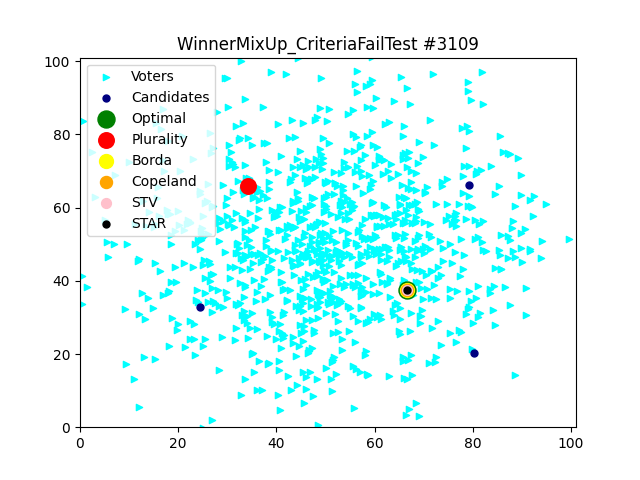 WinnerMixUp_CriteriaFailTest #3109
100
80
60
40
20
0
Voters
Candidates
Optimal
Plurality
Borda
Copeland
STV
STAR
0 20 40 60 80 100